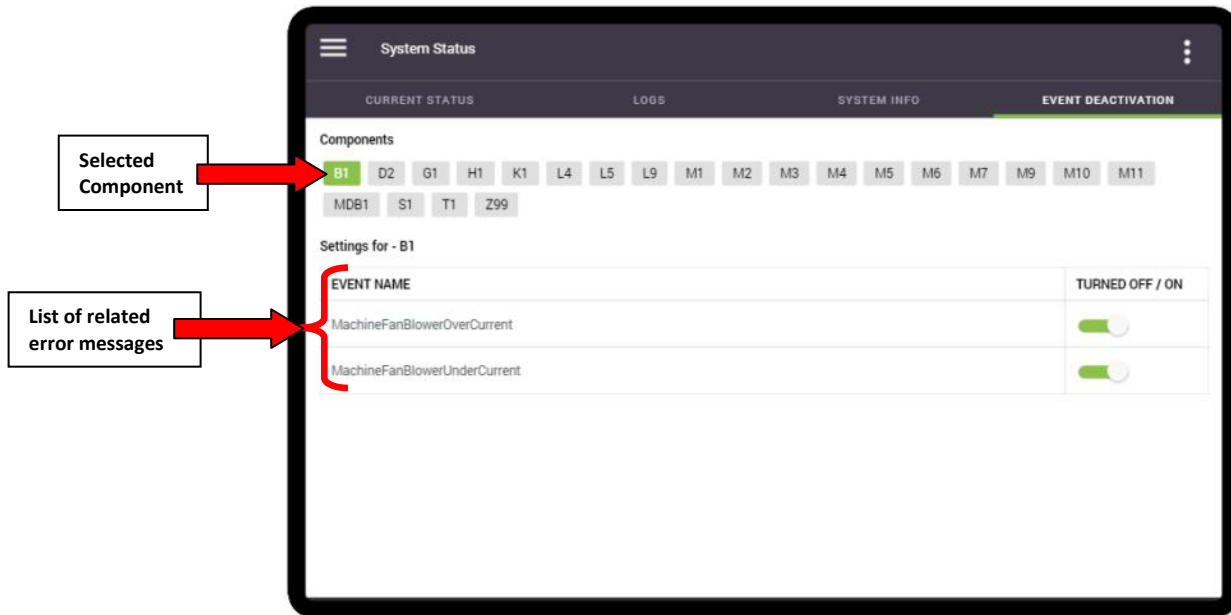 System Status
CURRENT STATUS LOGS SYSTEM INFO EVENT DEACTIVATION
Components
Selected
Component
B1 D2 G1 H1 K1 L4 L5 L9 M1 M2 M3 M4 M5 M6 M7 M9 M10 M11
MDB1 S1 T1 Z99
Settings for - B1
EVENT NAME TURNED OFF / ON
List of related
error messages
MachineFanBlowerOverCurrent
MachineFanBlowerUnderCurrent